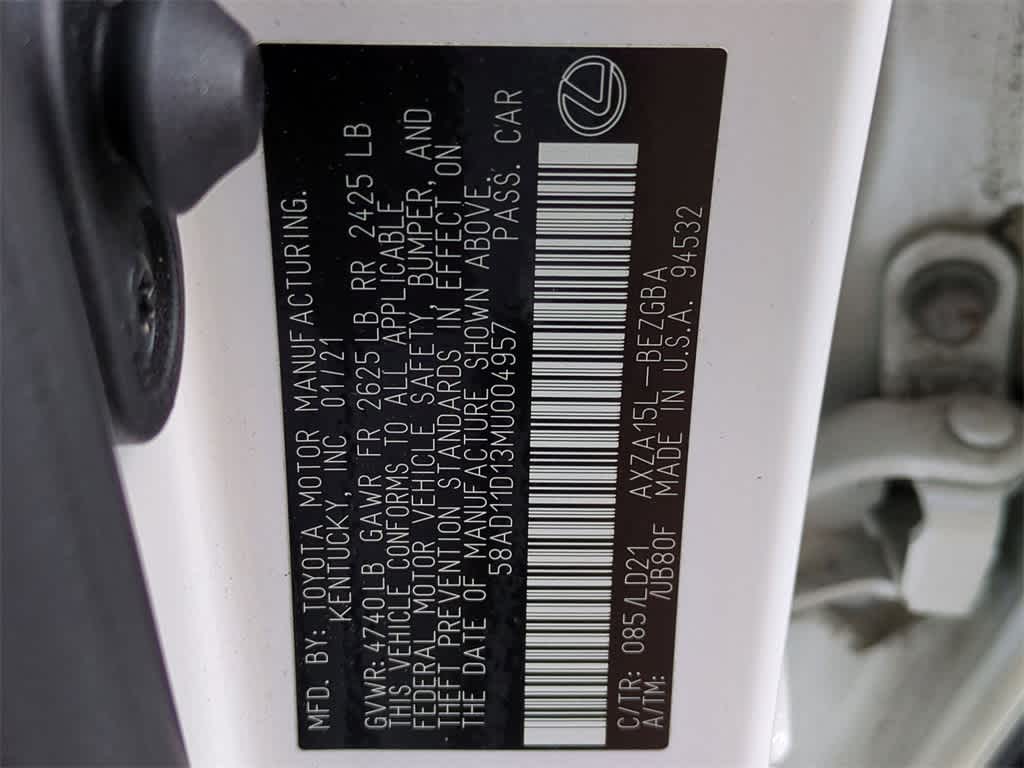 MFD. BY: TOYOTA MOTOR MANUFACTURING.
KENTUCKY, INC 01/21
GVWR: 4740LB GAWR FR 2625 LB RR 2425 LB
THIS VEHICLE CONFORMS TO ALL APPLICABLE
FEDERAL MOTOR VEHICLE SAFETY, BUMPER, AND
THEFT PREVENTION STANDARDS IN EFFECT ON
THE DATE OF MANUFACTURE SHOWN ABOVE.
58AD11D13MU004957 PASS. CAR
C/TR: 085/LD21 AXZA15L-BEZGBA
A/TM: /UB80F MADE IN U.S.A. 94532